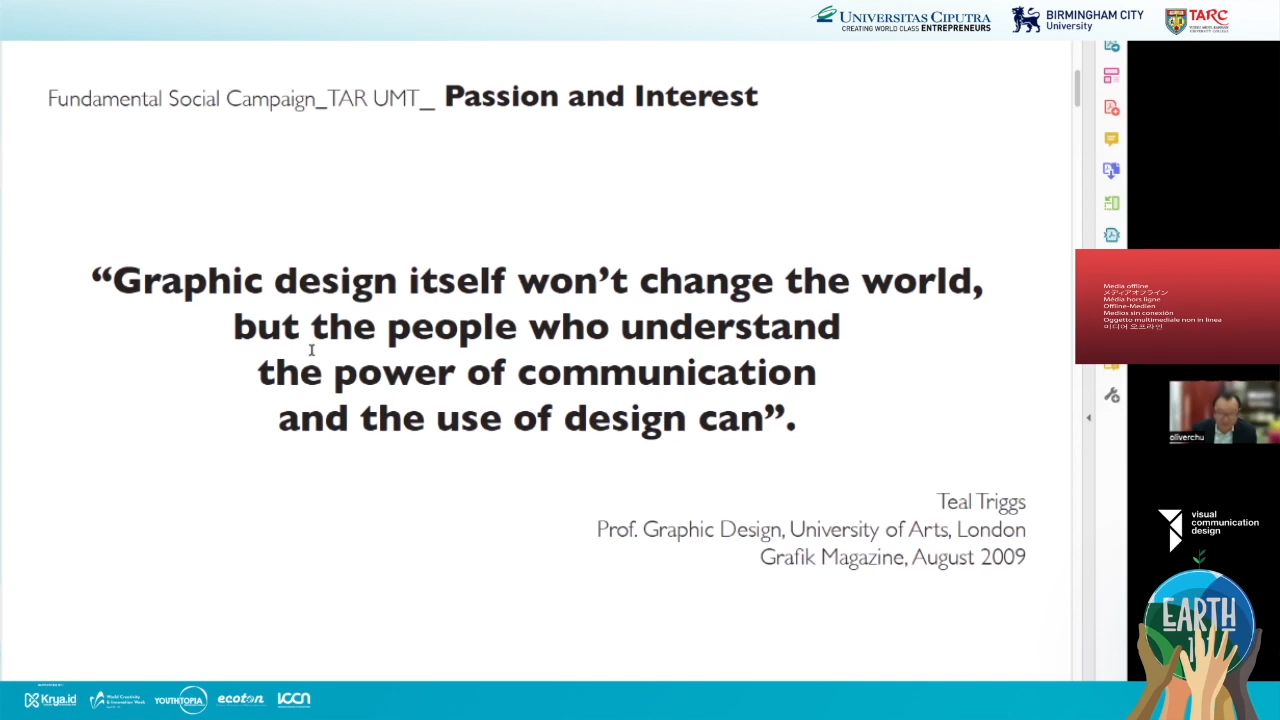 UNIVERSITAS CIPUTRA
CREATING WORLD CLASS ENTREPRENEURS
BIRMINGHAM CITY
University
TARC
Fundamental Social Campaign_TAR UMT_ Passion and Interest
“Graphic design itself won’t change the world,
but the people who understand
the power of communication
and the use of design can”.
Teal Triggs
Prof. Graphic Design, University of Arts, London
Grafik Magazine, August 2009
Media offline
メディアオフライン
Média hors ligne
Offline-Medien
Medios sin conexión
Oggetto multimediale non in linea
미디어 오프라인
oliverchu
visual
communication
design
EARTH
Krya.id
World Creativity
& Innovation Week
YOUTHTOPIA
ecoton
ICCN